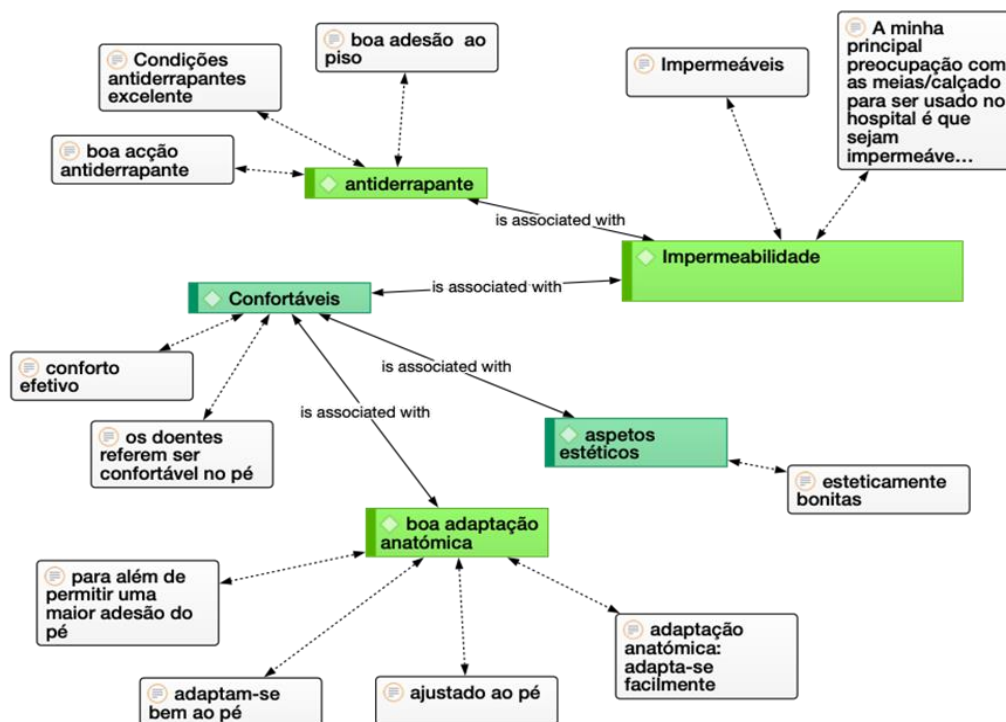 Condições
antiderrapantes
excelente
boa adesão ao
piso
Impermeáveis
A minha
principal
preocupação com
as meias/calçado
para ser usado no
hospital é que
sejam
impermeáve...
boa acção
antiderrapante
antiderrapante
is associated with
Impermeabilidade
is associated with
Confortáveis
conforto
efetivo
is associated with
is associated with
os doentes
referem ser
confortável no pé
aspetos
estéticos
esteticamente
bonitas
boa adaptação
anatómica
para além de
permitir uma
maior adesão do
pé
adaptação
anatómica:
adapta-se
facilmente
adaptam-se
bem ao pé
ajustado ao pé